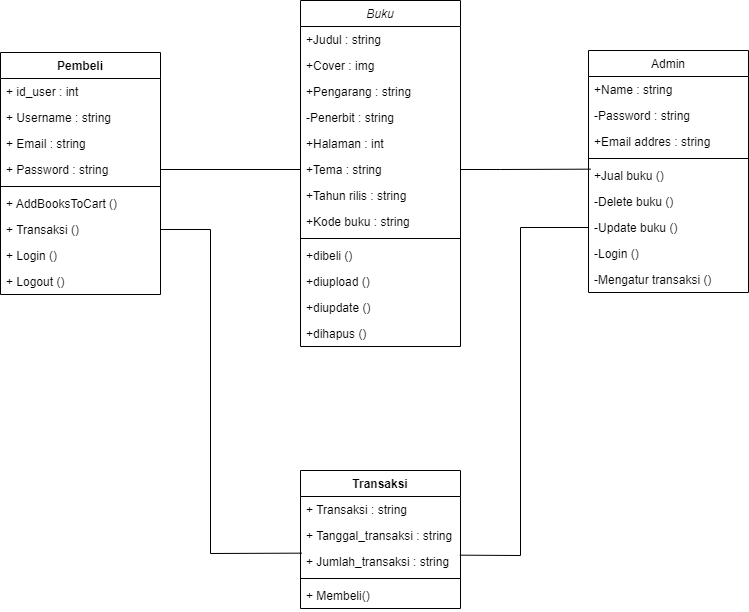 Pembeli
+ id_user : int
+ Username : string
+ Email : string
+ Password : string
+ AddBooksToCart ()
+ Transaksi ()
+ Login ()
+ Logout ()
Buku
+Judul : string
+Cover : img
+Pengarang : string
-Penerbit : string
+Halaman : int
+Tema : string
+Tahun rilis : string
+Kode buku : string
+dibeli ()
+diupload ()
+diupdate ()
+dihapus ()
Admin
+Name : string
-Password : string
+Email addres : string
+Jual buku ()
-Delete buku ()
-Update buku ()
-Login ()
-Mengatur transaksi ()
Transaksi
+ Transaksi : string
+ Tanggal_transaksi : string
+ Jumlah_transaksi : string
+ Membeli()